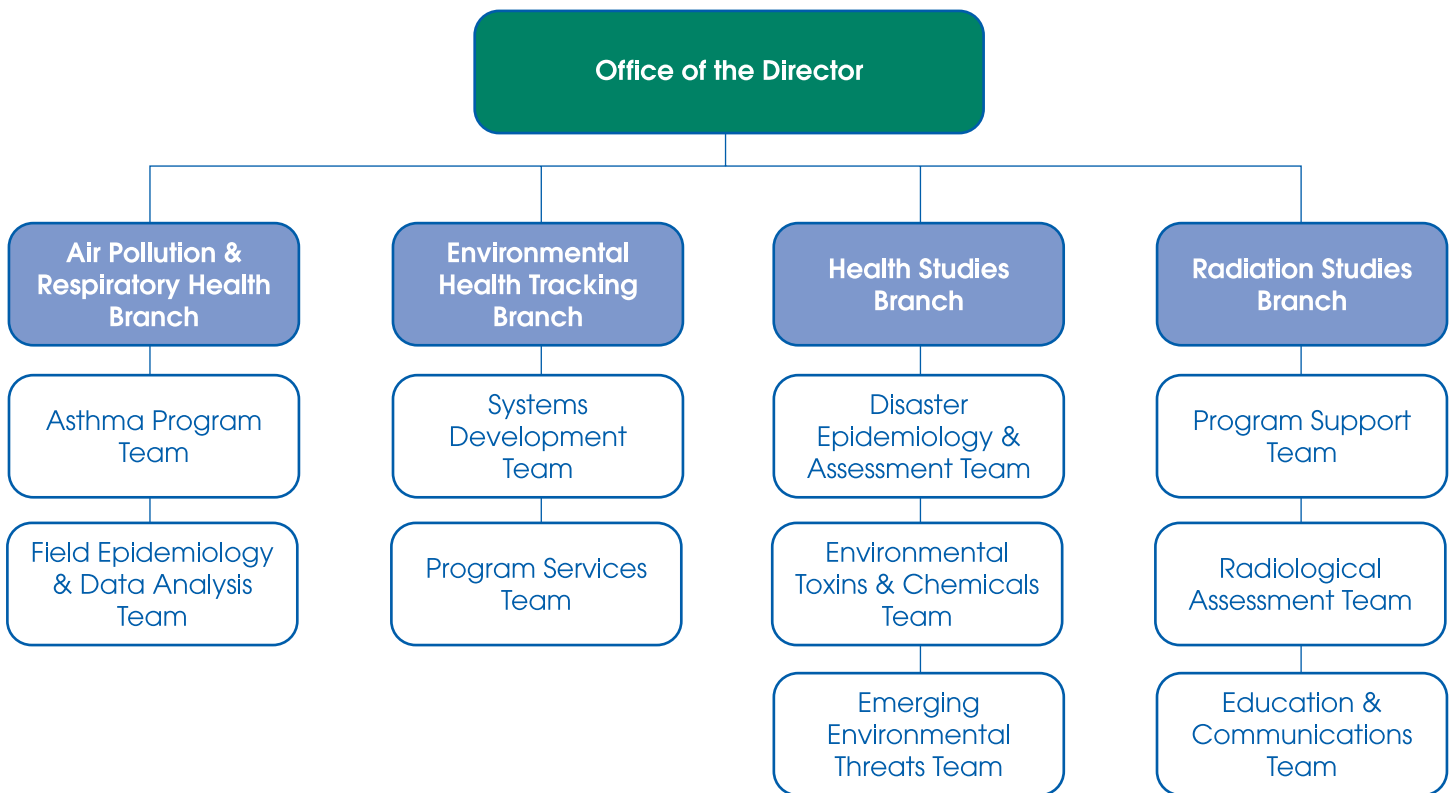 Office of the Director
Air Pollution &
Respiratory Health
Branch
Asthma Program
Team
Field Epidemiology
& Data Analysis
Team
Environmental
Health Tracking
Branch
Systems
Development
Team
Program Services
Team
Health Studies
Branch
Disaster
Epidemiology &
Assessment Team
Environmental
Toxins & Chemicals
Team
Emerging
Environmental
Threats Team
Radiation Studies
Branch
Program Support
Team
Radiological
Assessment Team
Education &
Communications
Team